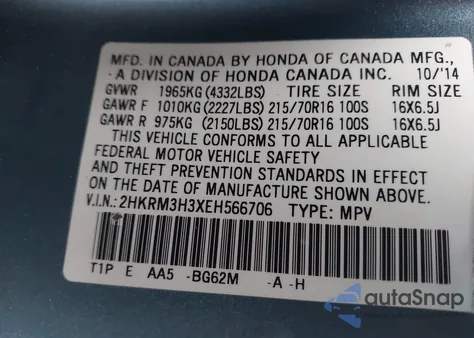 MFD. IN CANADA BY HONDA OF CANADA MFG.,
A DIVISION OF HONDA CANADA INC. 10/'14
GVWR 1965KG (4332LBS) TIRE SIZE RIM SIZE
GAWR F 1010KG (2227LBS) 215/70R16 100S 16X6.5J
GAWR R 975KG (2150LBS) 215/70R16 100S 16X6.5J
THIS VEHICLE CONFORMS TO ALL APPLICABLE
FEDERAL MOTOR VEHICLE SAFETY
AND THEFT PREVENTION STANDARDS IN EFFECT
ON THE DATE OF MANUFACTURE SHOWN ABOVE.
V.I.N.: 2HKRM3H3XEH566706 TYPE: MPV
T1P E AA5 -BG62M -A -H
autaSnap